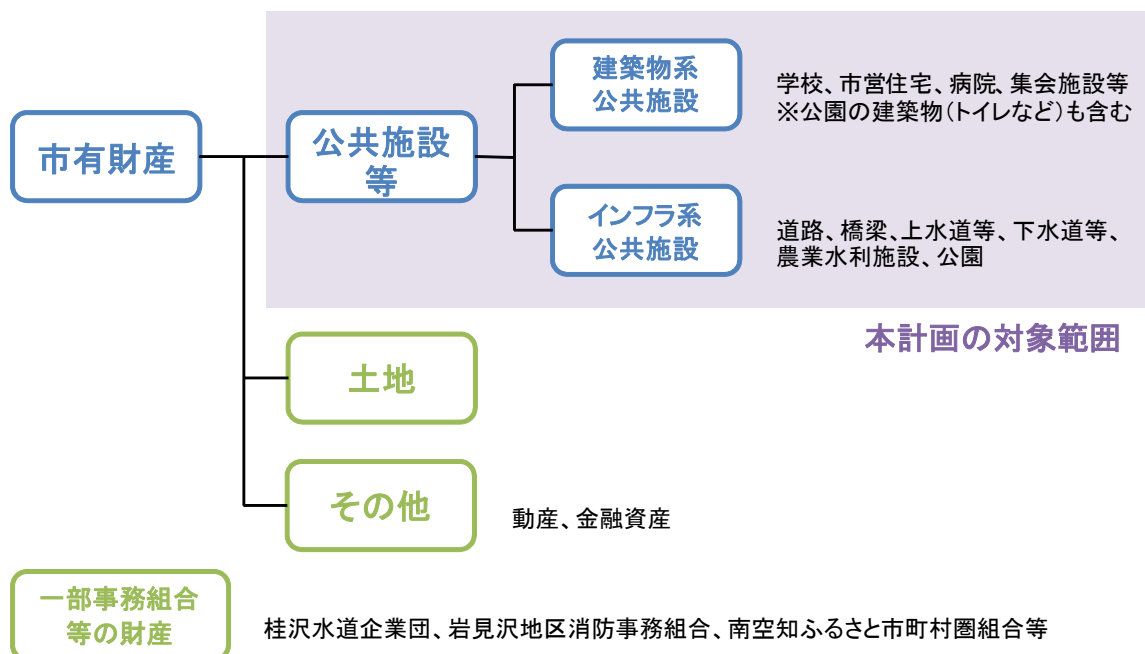 市有財産
公共施設
等
建築物系
公共施設
学校、市営住宅、病院、集会施設等
※公園の建築物(トイレなど)も含む
インフラ系
公共施設
道路、橋梁、上水道等、下水道等、
農業水利施設、公園
本計画の対象範囲
土地
その他
動産、金融資産
一部事務組合
等の財産
桂沢水道企業団、岩見沢地区消防事務組合、南空知ふるさと市町村圏組合等